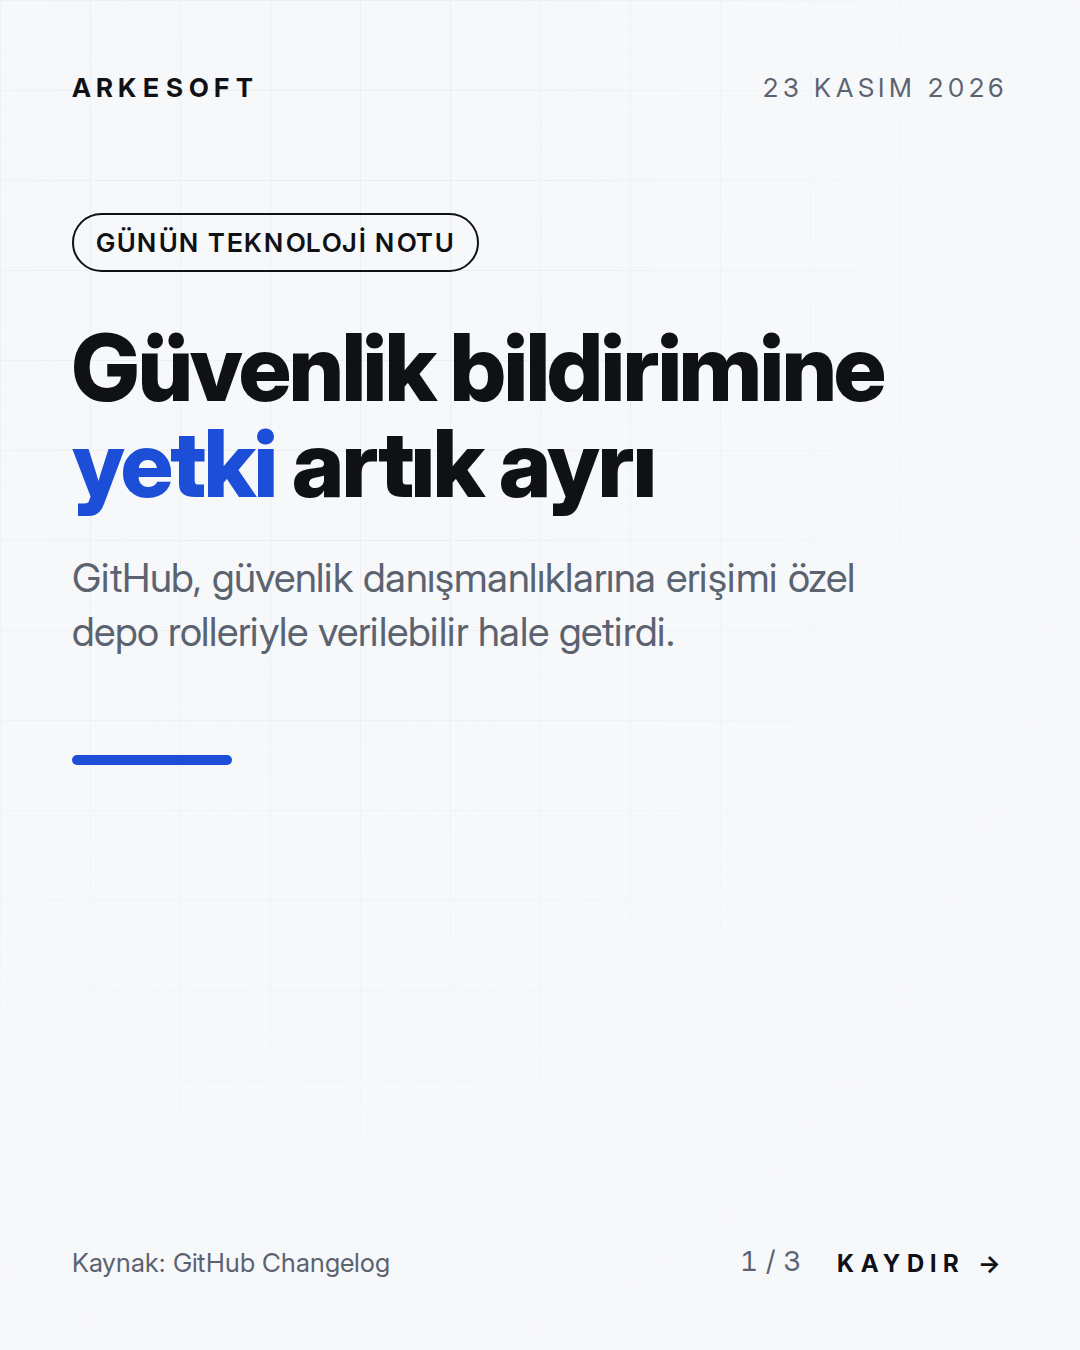 ARKESOFT
23 KASIM 2026
GÜNÜN TEKNOLOJİ NOTU
Güvenlik bildirimine
yetki artık ayrı
GitHub, güvenlik danışmanlıklarına erişimi özel
depo rolleriyle verilebilir hale getirdi.
Kaynak: GitHub Changelog
1 / 3
KAYDIR →